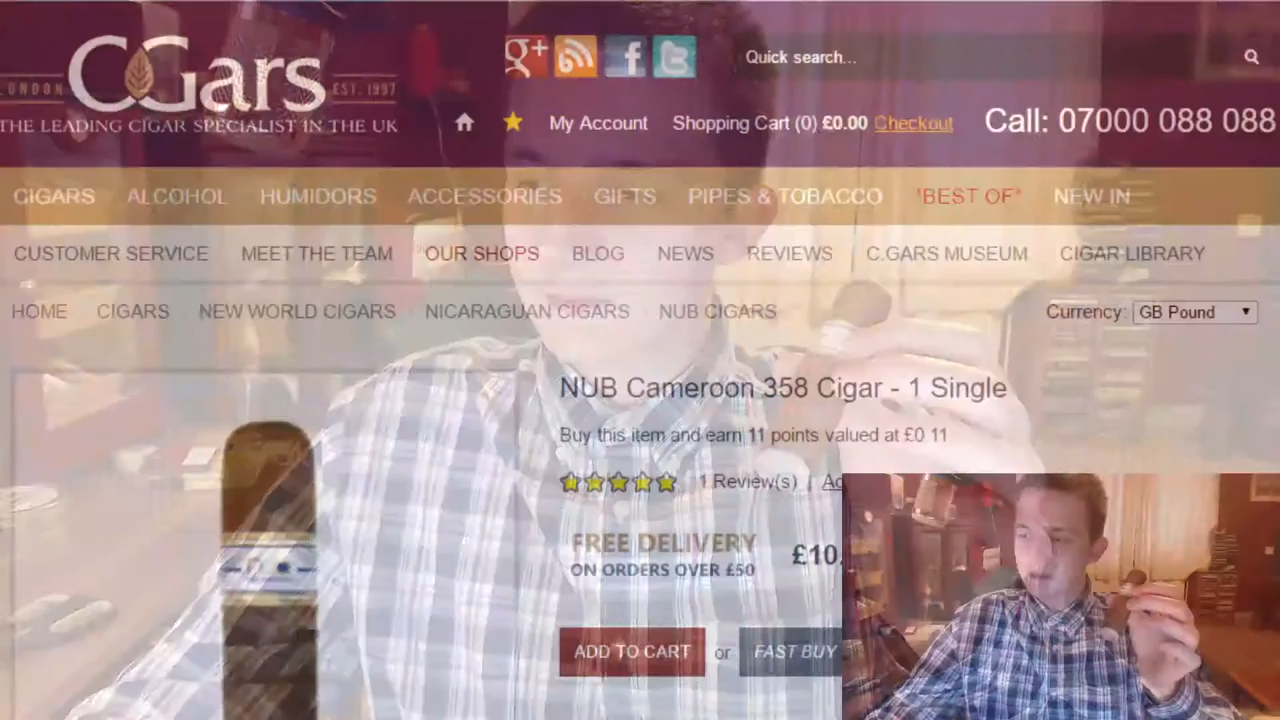 CGars
LONDON EST. 1997
THE LEADING CIGAR SPECIALIST IN THE UK
g+ f t
Quick search...
My Account Shopping Cart (0) £0.00 Checkout
Call: 07000 088 088
CIGARS ALCOHOL HUMIDORS ACCESSORIES GIFTS PIPES & TOBACCO *BEST OF* NEW IN
CUSTOMER SERVICE MEET THE TEAM *OUR SHOPS BLOG NEWS REVIEWS C.GARS MUSEUM CIGAR LIBRARY
HOME CIGARS NEW WORLD CIGARS NICARAGUAN CIGARS NUB CIGARS
Currency: GB Pound
NUB Cameroon 358 Cigar - 1 Single
Buy this item and earn 11 points valued at £0.11
1 Review(s) | Ad
FREE DELIVERY
ON ORDERS OVER £50
£10.
ADD TO CART or FAST BUY